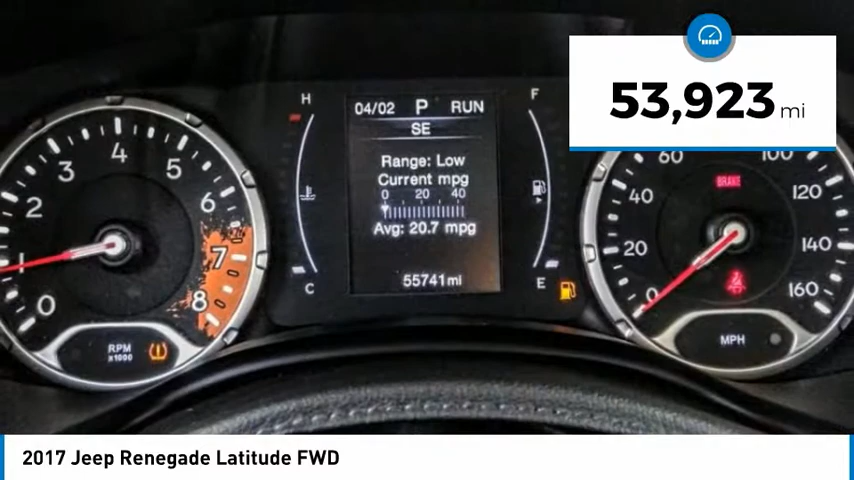 53,923 mi
H
04/02 P RUN
F
SE
Range: Low
Current mpg
0 20 40
Avg: 20.7 mpg
55741 mi
C
E
0 1 2 3 4 5 6 7 8
RPM
x1000
0 20 40 60 100 120 140 160
BRAKE
MPH
2017 Jeep Renegade Latitude FWD